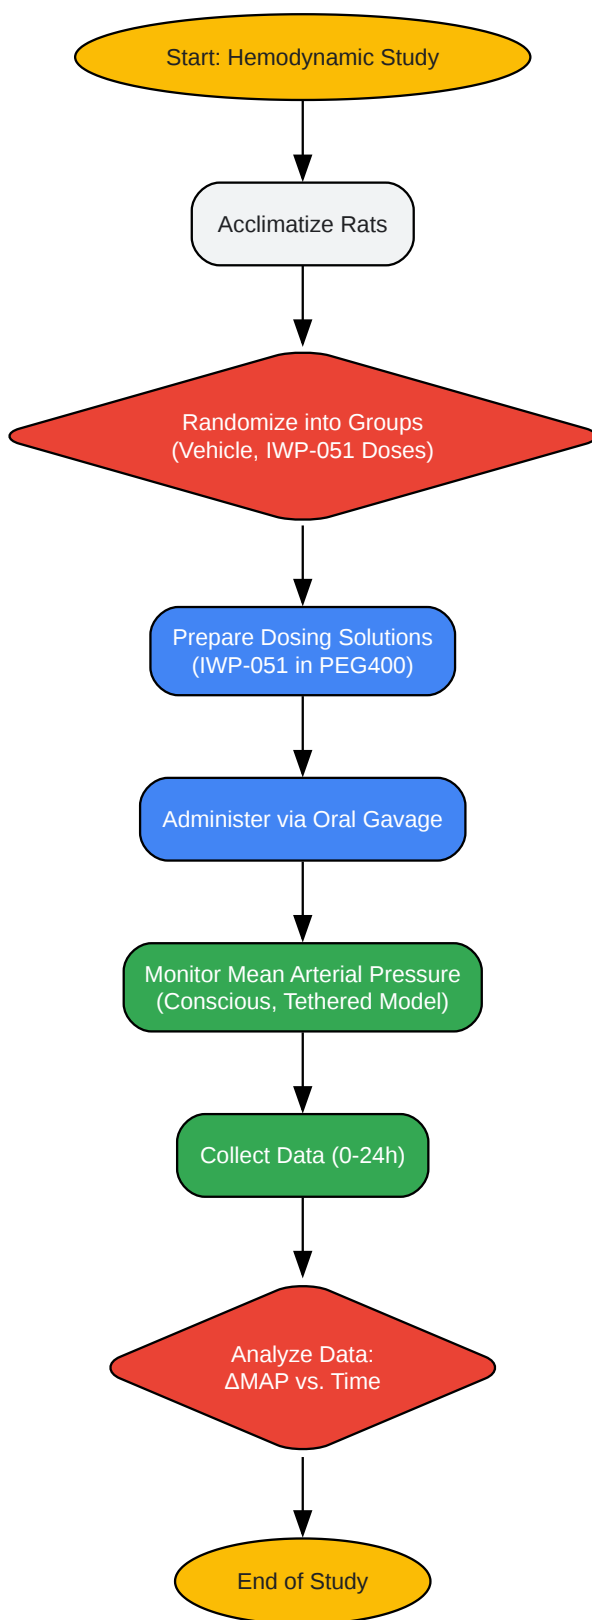 Start: Hemodynamic Study
Acclimatize Rats
Randomize into Groups
(Vehicle, IWP-051 Doses)
Prepare Dosing Solutions
(IWP-051 in PEG400)
Administer via Oral Gavage
Monitor Mean Arterial Pressure
(Conscious, Tethered Model)
Collect Data (0-24h)
Analyze Data:
ΔMAP vs. Time
End of Study